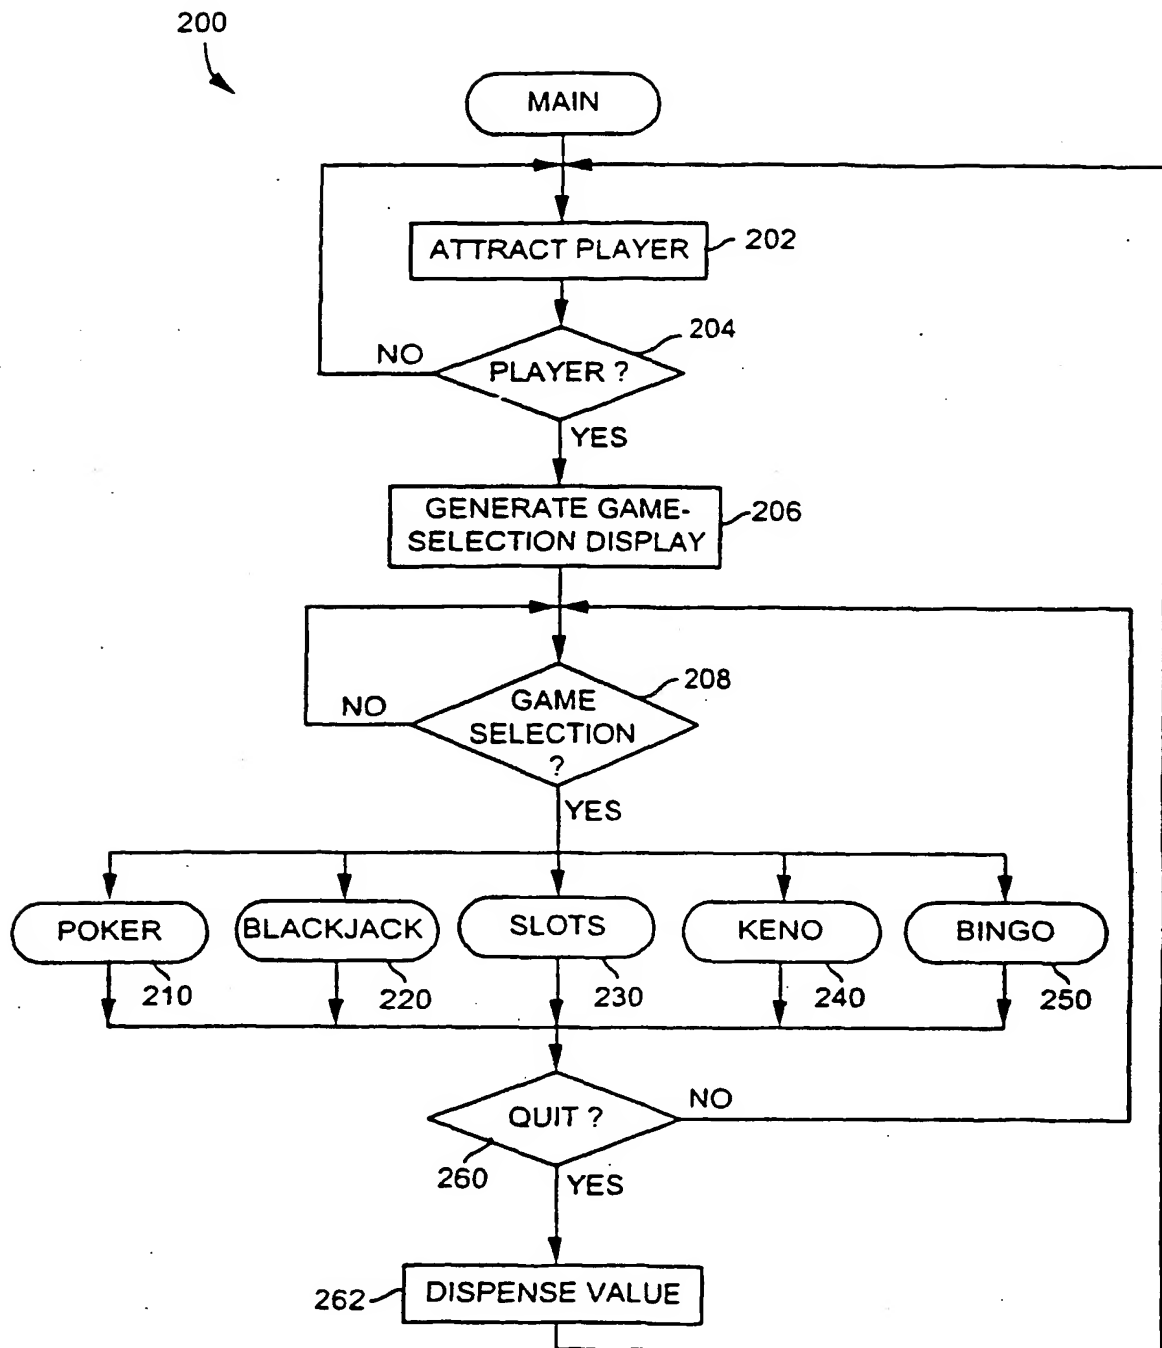 200
MAIN
ATTRACT PLAYER
202
204
NO
PLAYER ?
YES
GENERATE GAME-
SELECTION DISPLAY
206
208
NO
GAME
SELECTION
?
YES
POKER
BLACKJACK
SLOTS
KENO
BINGO
210
220
230
240
250
QUIT ?
NO
260
YES
262
DISPENSE VALUE